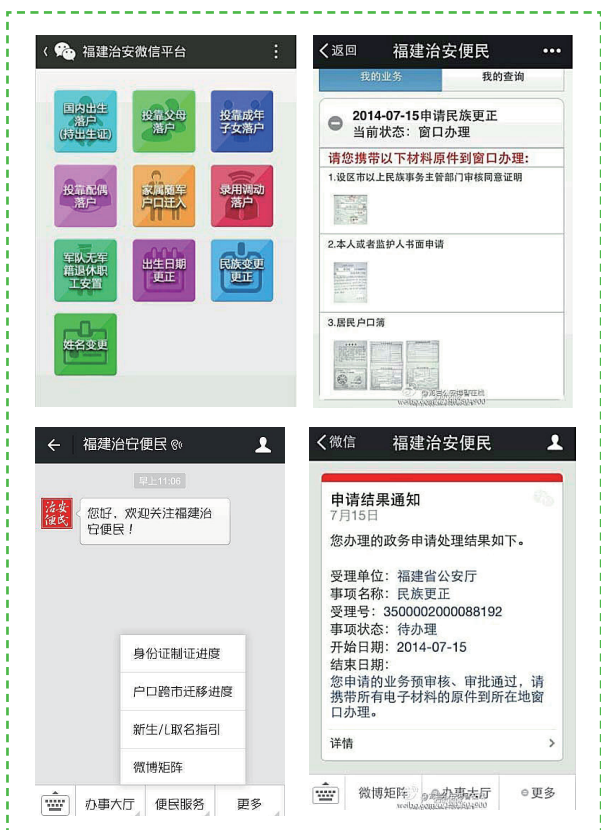 福建治安微信平台
国内出生
落户
(持出生证)
投靠父母
落户
投靠成年
子女落户
投靠配偶
落户
家属随军
户口迁入
录用调动
落户
军队无军
籍退休职
工安置
出生日期
更正
民族变更
更正
姓名变更
返回
福建治安便民
我的业务
我的查询
2014-07-15申请民族更正
当前状态：窗口
办理
请您携带以下材料原件到窗口办理:
1.设区市以上民族事务主管部门审核同意证明
2.本人或者监护人书面申请
3.居民户口簿
福建治安便民
早上11:06
治安
便民
您好，欢迎关注福建治
安便民！
身份证制证进度
户口跨市迁移进度
新生儿取名指引
微博矩阵
办事大厅
便民服务
更多
微信
福建治安便民
申请结果通知
7月15日
您办理的政务申请处理结果如下。
受理单位：福建省公安厅
事项名称：民族更正
受理号：3500002000088192
事项状态：待办理
开始日期：2014-07-15
结束日期：
您申请的业务预审核、审批通过，请
携带所有电子材料的原件到所在地窗
口办理。
详情
微博矩阵
办事大厅
更多